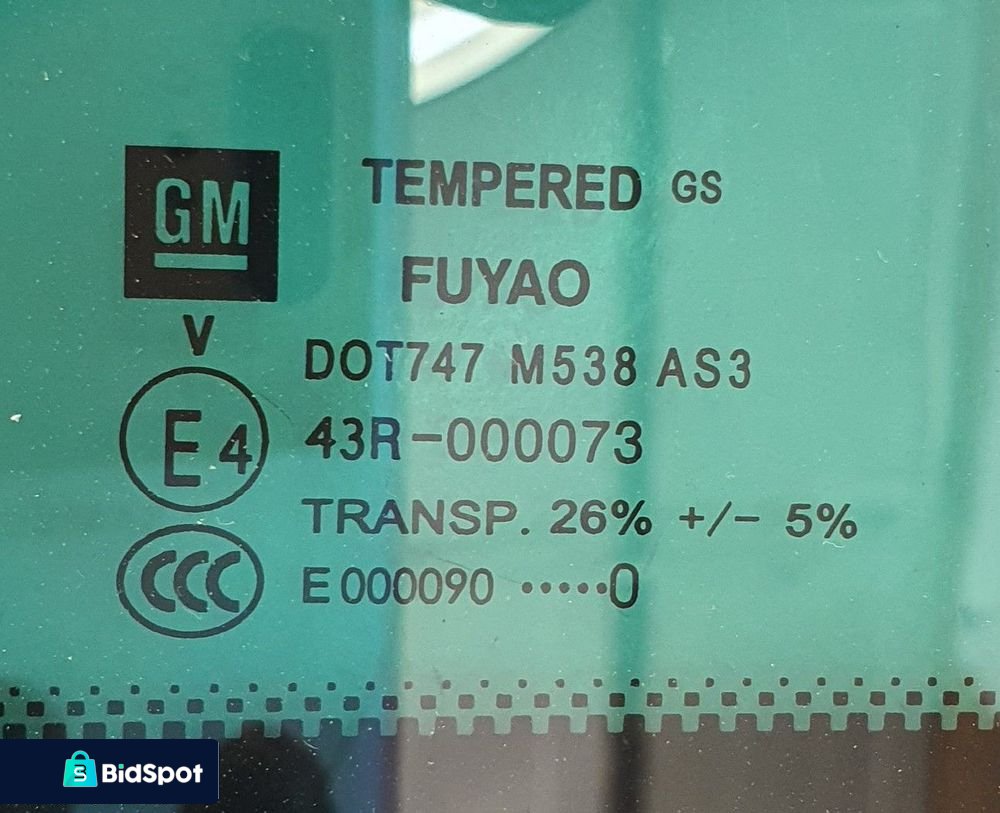 GM
TEMPERED GS
FUYAO
V
DOT747 M538 AS3
E4
43R-000073
TRANSP. 26% +/- 5%
CCC
E000090 ·····0
BidSpot